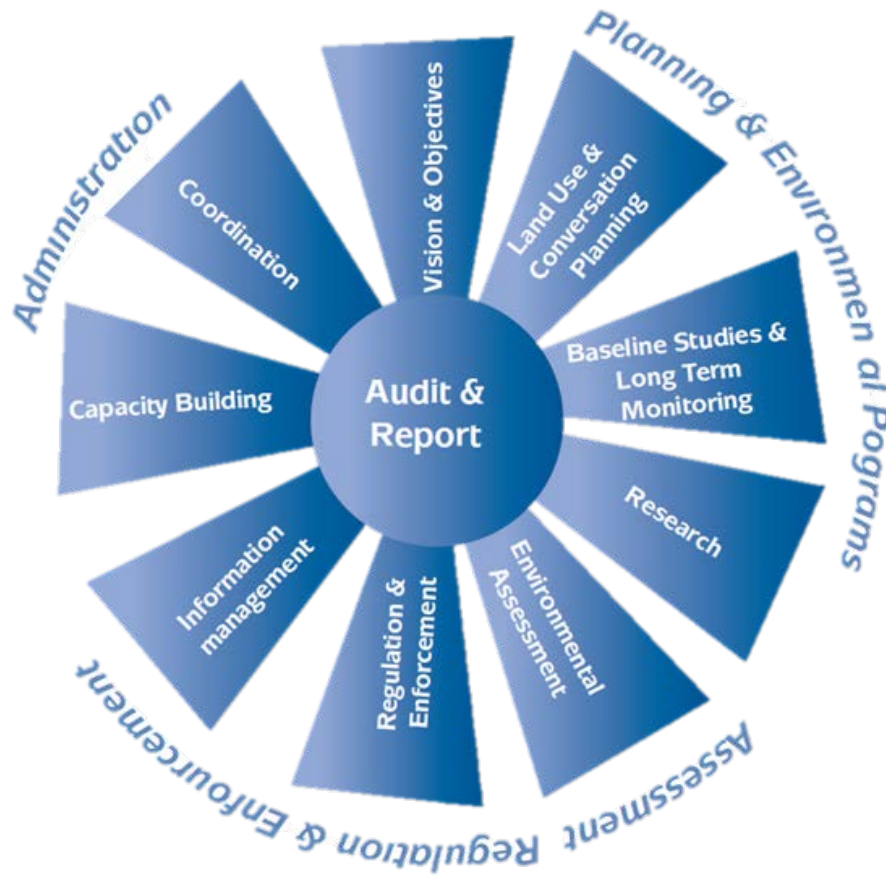 Vision & Objectives
Land Use &
Conversation
Planning
Baseline Studies &
Long Term
Monitoring
Research
Environmental
Assessment
Regulation &
Enforcement
Information
management
Capacity Building
Coordination
Audit &
Report
Administration
Planning & Environmen al Pograms
Assessment Regulation & Enfourcement